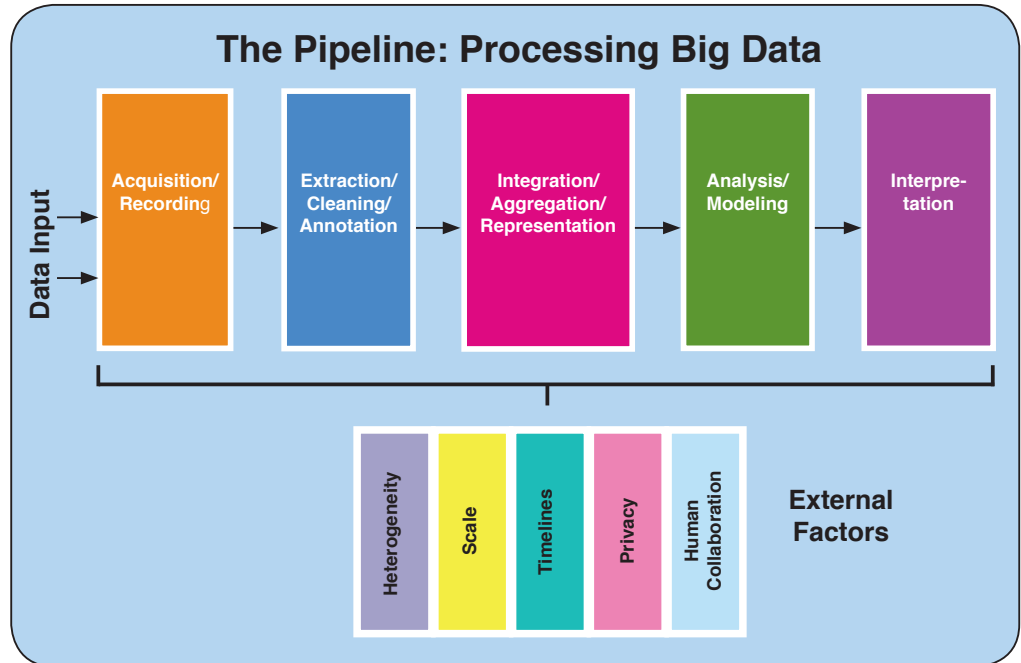 The Pipeline: Processing Big Data
Data Input
Acquisition/
Recording
Extraction/
Cleaning/
Annotation
Integration/
Aggregation/
Representation
Analysis/
Modeling
Interpre-
tation
Heterogeneity
Scale
Timelines
Privacy
Human
Collaboration
External
Factors